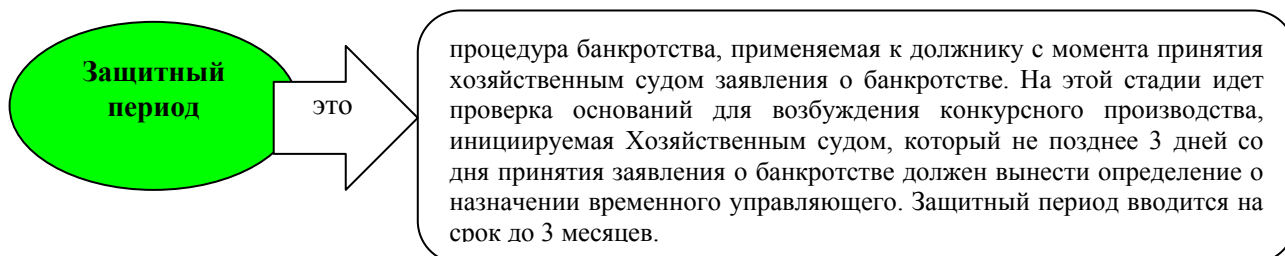 Защитный
период
это
процедура банкротства, применяемая к должнику с момента принятия
хозяйственным судом заявления о банкротстве. На этой стадии идет
проверка оснований для возбуждения конкурсного производства,
инициируемая Хозяйственным судом, который не позднее 3 дней со
дня принятия заявления о банкротстве должен вынести определение о
назначении временного управляющего. Защитный период вводится на
срок до 3 месяцев.